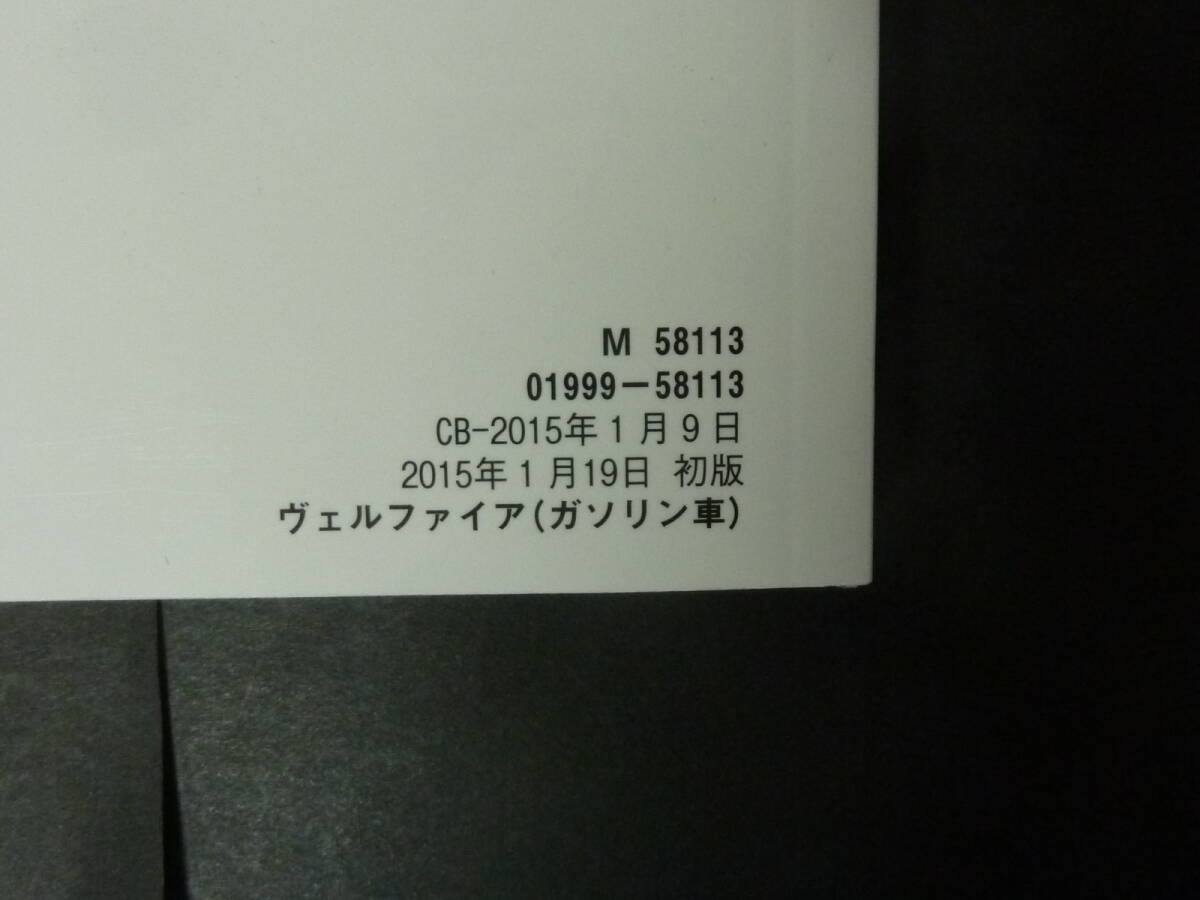 M 58113
01999－58113
CB-2015年1月9日
2015年1月19日 初版
ヴェルファイア(ガソリン車)